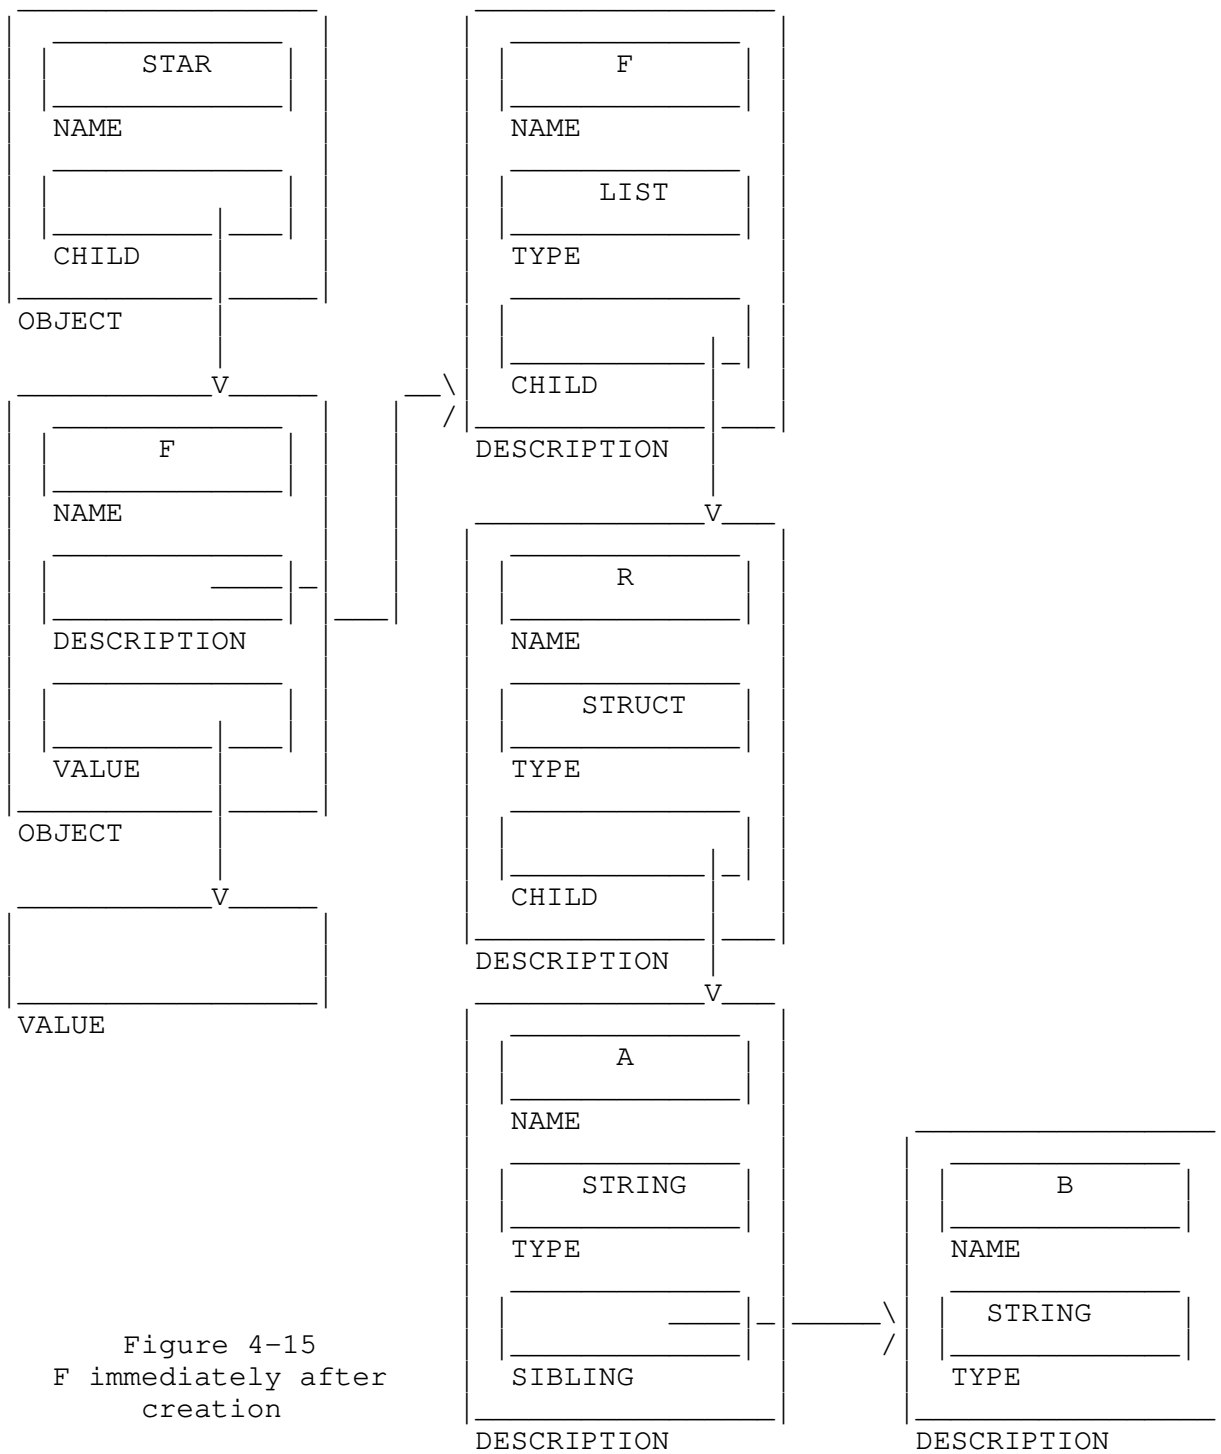 STAR
NAME
CHILD
OBJECT
F
NAME
DESCRIPTION
VALUE
OBJECT
VALUE
F
NAME
LIST
TYPE
CHILD
DESCRIPTION
R
NAME
STRUCT
TYPE
CHILD
DESCRIPTION
A
NAME
STRING
TYPE
SIBLING
DESCRIPTION
B
NAME
STRING
TYPE
DESCRIPTION
Figure 4-15
F immediately after
creation